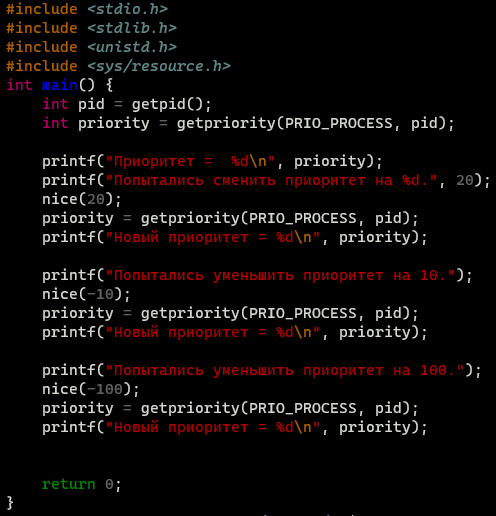 #include <stdio.h>
#include <stdlib.h>
#include <unistd.h>
#include <sys/resource.h>
int main() {
    int pid = getpid();
    int priority = getpriority(PRIO_PROCESS, pid);

    printf("Приоритет =  %d\n", priority);
    printf("Попытались сменить приоритет на %d.", 20);
    nice(20);
    priority = getpriority(PRIO_PROCESS, pid);
    printf("Новый приоритет = %d\n", priority);

    printf("Попытались уменьшить приоритет на 10.");
    nice(-10);
    priority = getpriority(PRIO_PROCESS, pid);
    printf("Новый приоритет = %d\n", priority);

    printf("Попытались уменьшить приоритет на 100.");
    nice(-100);
    priority = getpriority(PRIO_PROCESS, pid);
    printf("Новый приоритет = %d\n", priority);


    return 0;
}